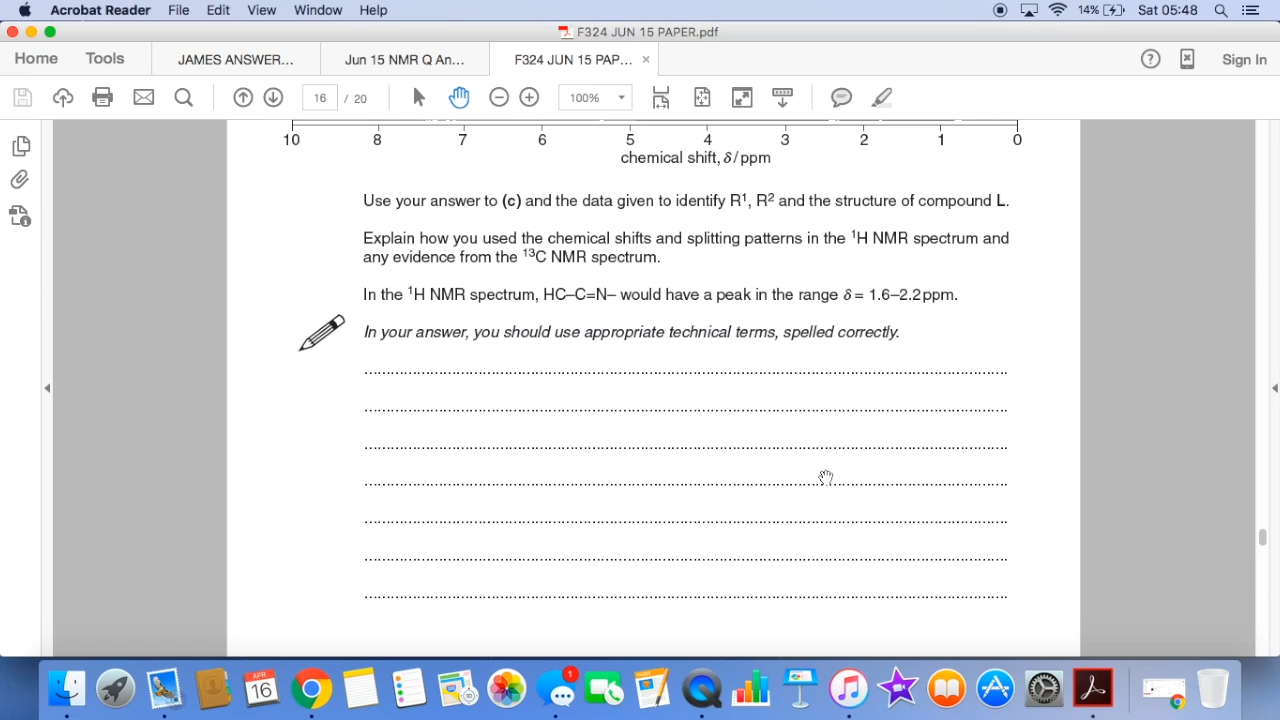 Acrobat Reader File Edit View Window Help 14% Sat 05:48
F324 JUN 15 PAPER.pdf
Home Tools JAMES ANSWER... Jun 15 NMR Q An... F324 JUN 15 PAP... × Sign In
16 / 20 100%
10 8 7 6 5 4 3 2 1 0
chemical shift, δ/ppm
Use your answer to (c) and the data given to identify R¹, R² and the structure of compound L.
Explain how you used the chemical shifts and splitting patterns in the ¹H NMR spectrum and
any evidence from the ¹³C NMR spectrum.
In the ¹H NMR spectrum, HC–C=N– would have a peak in the range δ = 1.6–2.2 ppm.
In your answer, you should use appropriate technical terms, spelled correctly.
APR
16
1